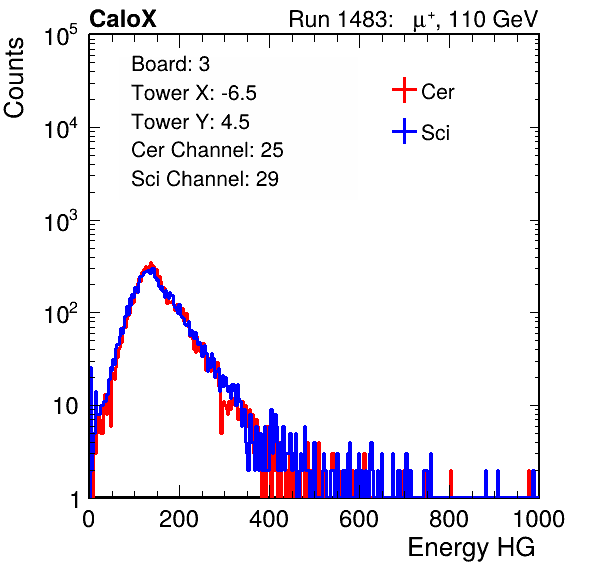 CaloX Run 1483: μ⁺, 110 GeV
Counts
10⁵
10⁴
10³
10²
10
1
Board: 3
Tower X: -6.5
Tower Y: 4.5
Cer Channel: 25
Sci Channel: 29
Cer
Sci
0 200 400 600 800 1000
Energy HG